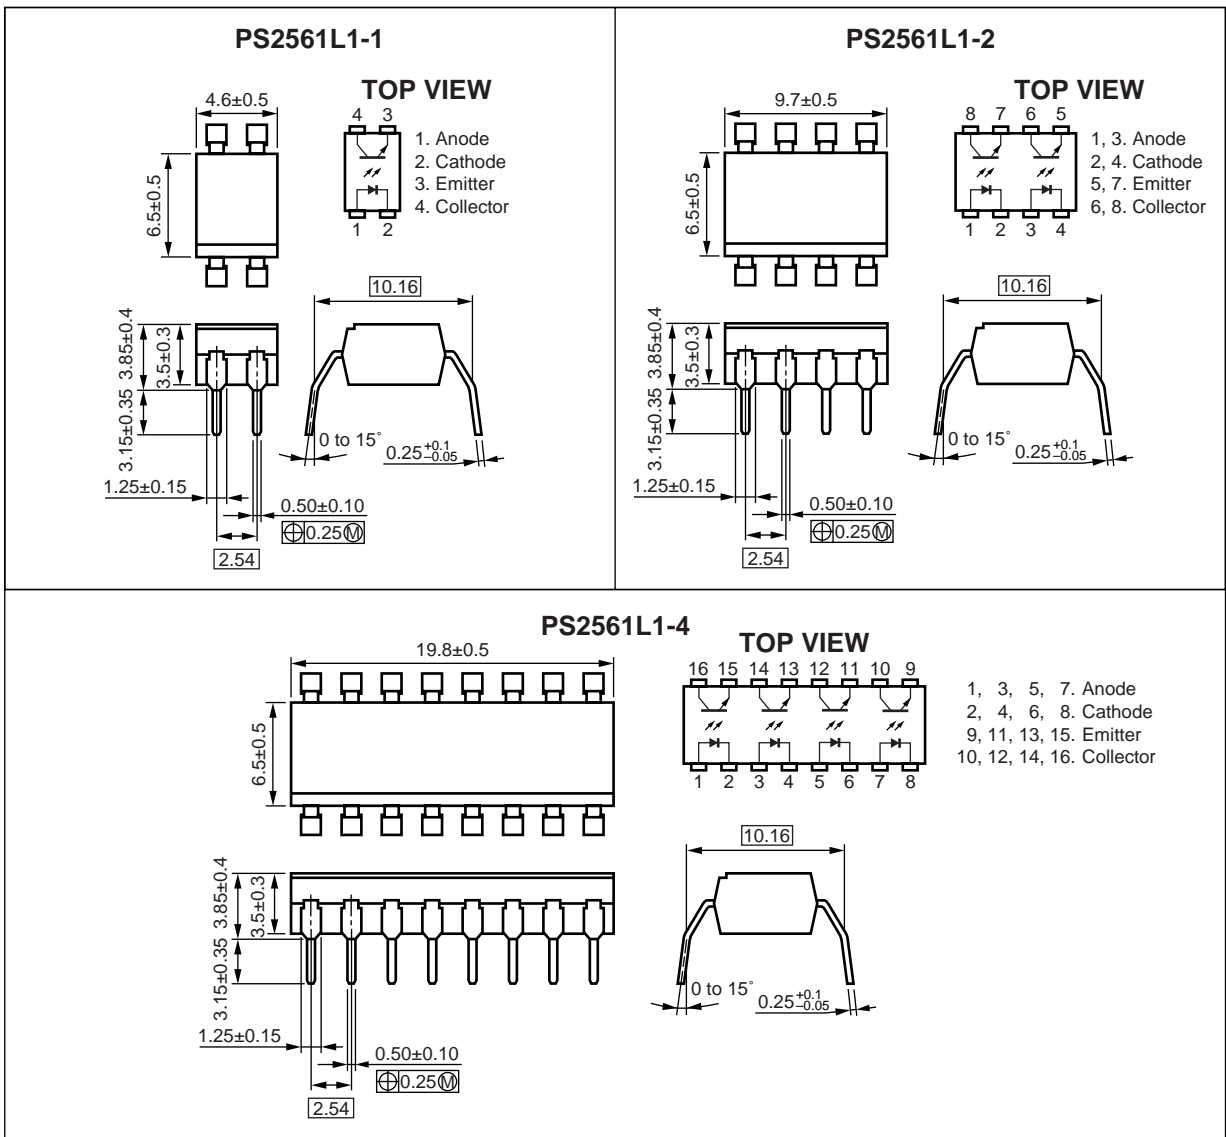 PS2561L1-1
TOP VIEW
4.6±0.5
4 3
1. Anode
2. Cathode
3. Emitter
4. Collector
1 2
6.5±0.5
10.16
3.85±0.4
3.5±0.3
3.15±0.35
0 to 15˚
0.25 +0.1 –0.05
1.25±0.15
0.50±0.10
0.25 M
2.54
PS2561L1-2
TOP VIEW
9.7±0.5
8 7 6 5
1, 3. Anode
2, 4. Cathode
5, 7. Emitter
6, 8. Collector
1 2 3 4
6.5±0.5
10.16
3.85±0.4
3.5±0.3
3.15±0.35
0 to 15˚
0.25 +0.1 –0.05
1.25±0.15
0.50±0.10
0.25 M
2.54
PS2561L1-4
TOP VIEW
19.8±0.5
16 15 14 13 12 11 10 9
1, 3, 5, 7. Anode
2, 4, 6, 8. Cathode
9, 11, 13, 15. Emitter
10, 12, 14, 16. Collector
1 2 3 4 5 6 7 8
6.5±0.5
10.16
3.85±0.4
3.5±0.3
3.15±0.35
0 to 15˚
0.25 +0.1 –0.05
1.25±0.15
0.50±0.10
0.25 M
2.54